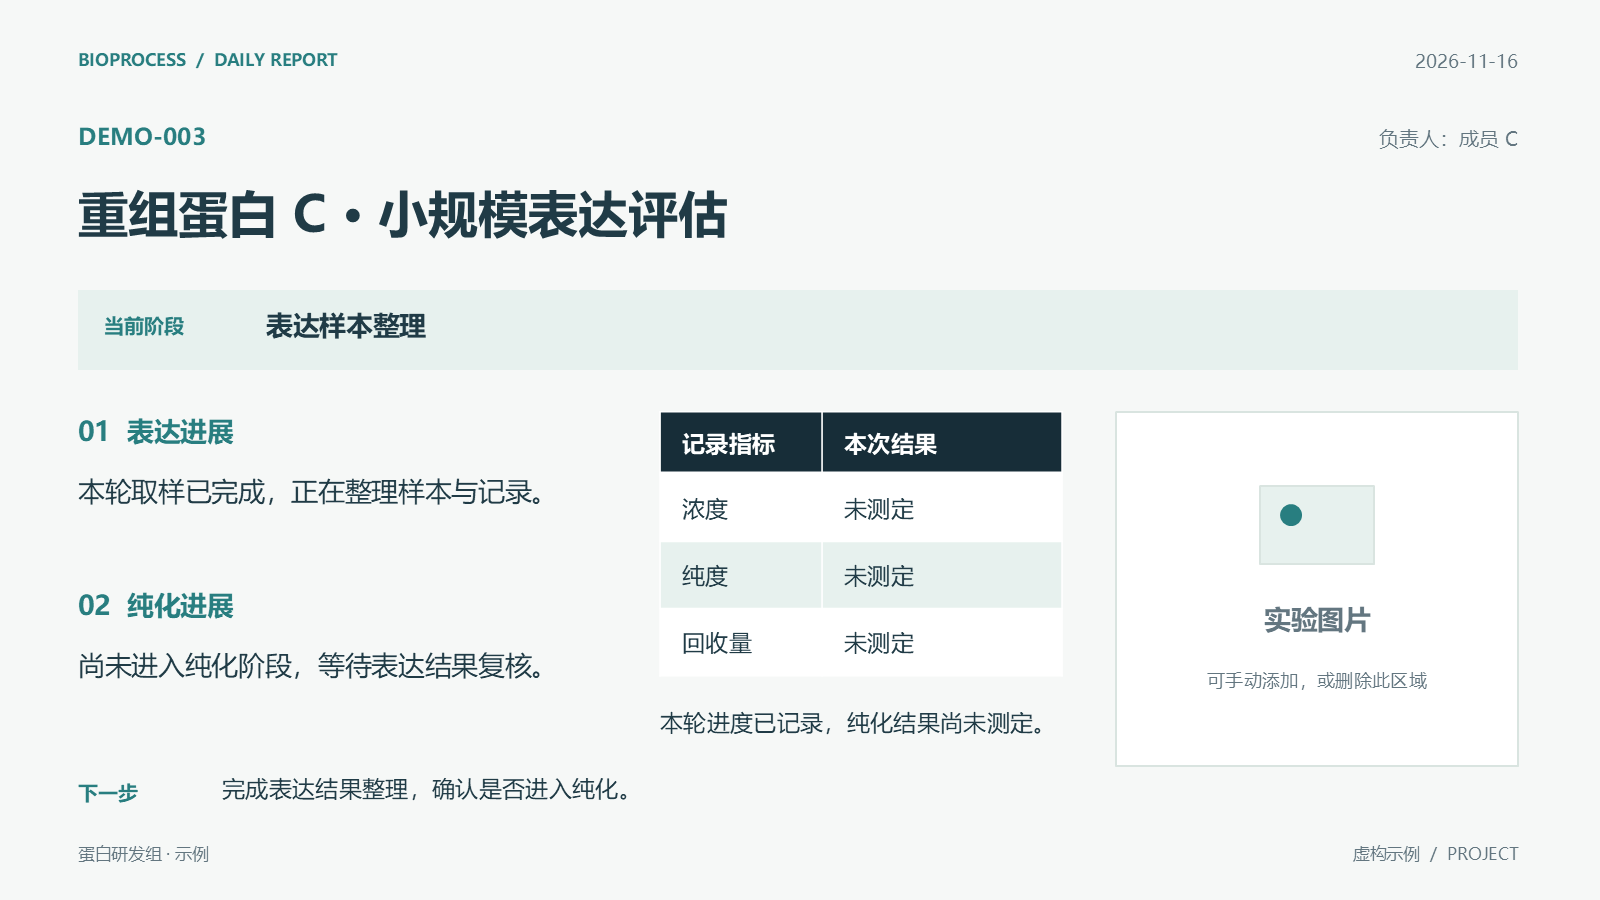 BIOPROCESS / DAILY REPORT
2026-11-16
DEMO-003
负责人：成员 C
重组蛋白 C · 小规模表达评估
当前阶段 表达样本整理
01 表达进展
本轮取样已完成，正在整理样本与记录。
02 纯化进展
尚未进入纯化阶段，等待表达结果复核。
记录指标 本次结果
浓度 未测定
纯度 未测定
回收量 未测定
本轮进度已记录，纯化结果尚未测定。
实验图片
可手动添加，或删除此区域
下一步 完成表达结果整理，确认是否进入纯化。
蛋白研发组 · 示例
虚构示例 / PROJECT